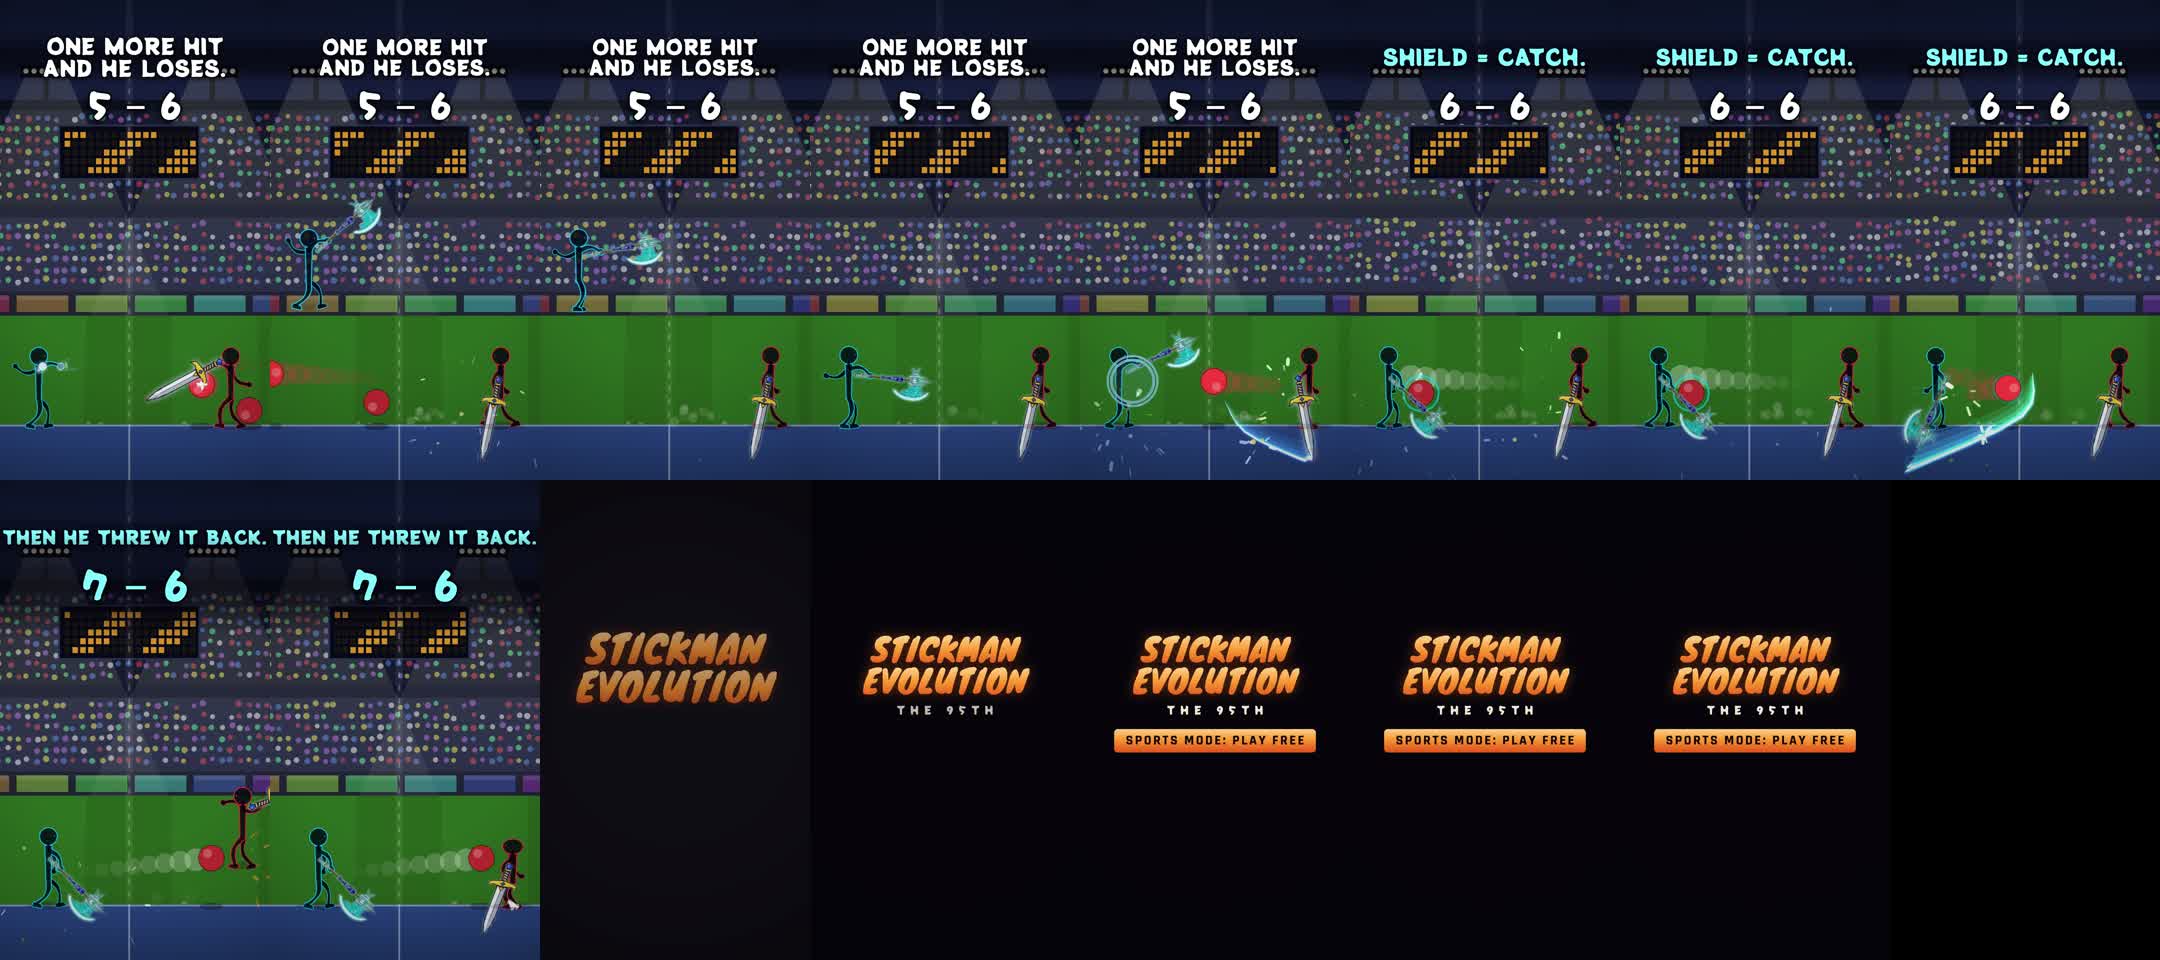 ONE MORE HIT
AND HE LOSES.
5 – 6
ONE MORE HIT
AND HE LOSES.
5 – 6
ONE MORE HIT
AND HE LOSES.
5 – 6
ONE MORE HIT
AND HE LOSES.
5 – 6
ONE MORE HIT
AND HE LOSES.
5 – 6
SHIELD = CATCH.
6 – 6
SHIELD = CATCH.
6 – 6
SHIELD = CATCH.
6 – 6
THEN HE THREW IT BACK.
7 – 6
THEN HE THREW IT BACK.
7 – 6
STICKMAN
EVOLUTION
STICKMAN
EVOLUTION
THE 95TH
STICKMAN
EVOLUTION
THE 95TH
SPORTS MODE: PLAY FREE
STICKMAN
EVOLUTION
THE 95TH
SPORTS MODE: PLAY FREE
STICKMAN
EVOLUTION
THE 95TH
SPORTS MODE: PLAY FREE